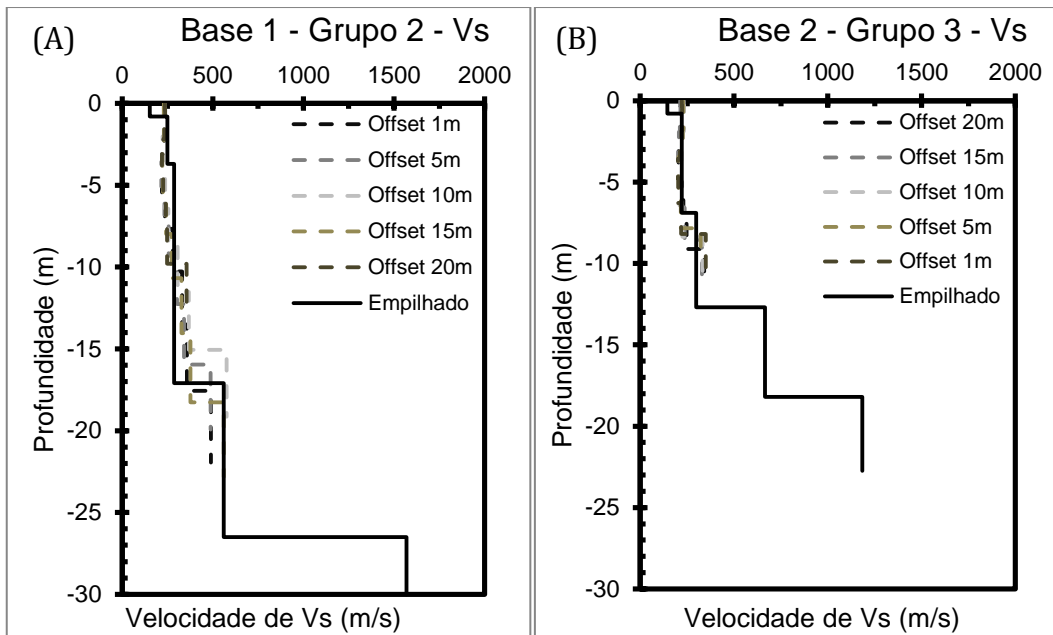 (A) Base 1 - Grupo 2 - Vs
0 500 1000 1500 2000
0
-5
-10
-15
-20
-25
-30
Profundidade (m)
Offset 1m
Offset 5m
Offset 10m
Offset 15m
Offset 20m
Empilhado
Velocidade de Vs (m/s)
(B) Base 2 - Grupo 3 - Vs
0 500 1000 1500 2000
0
-5
-10
-15
-20
-25
-30
Profundidade (m)
Offset 20m
Offset 15m
Offset 10m
Offset 5m
Offset 1m
Empilhado
Velocidade de Vs (m/s)